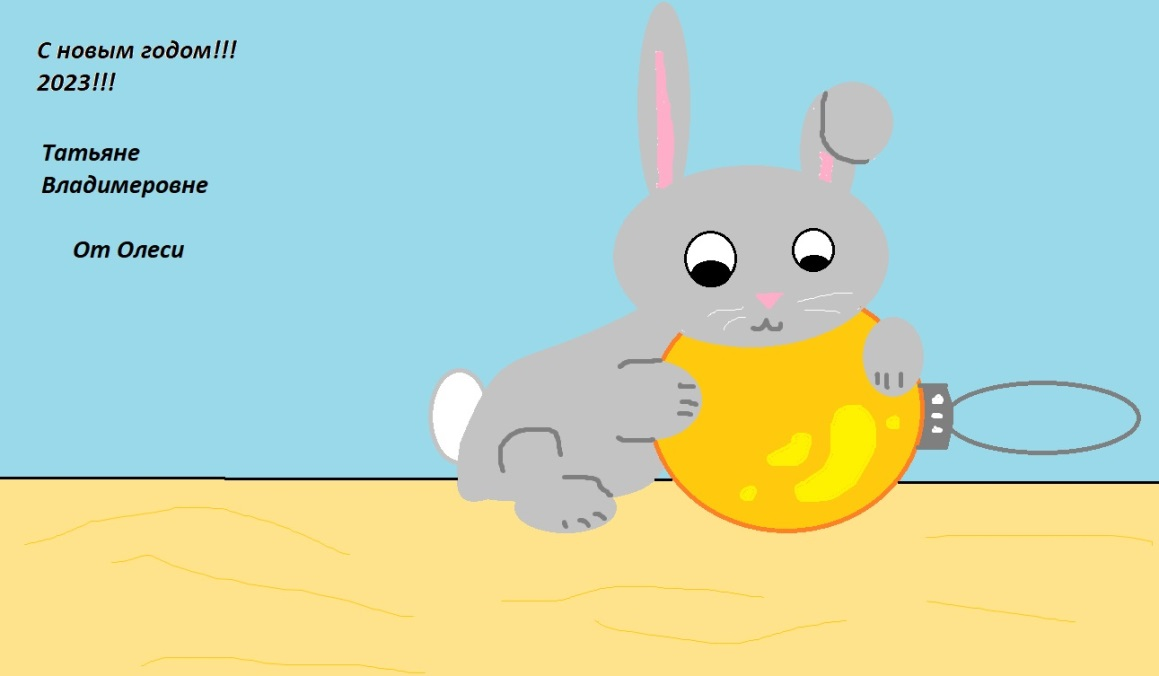 С новым годом!!!
2023!!!
Татьяне
Владимеровне
От Олеси